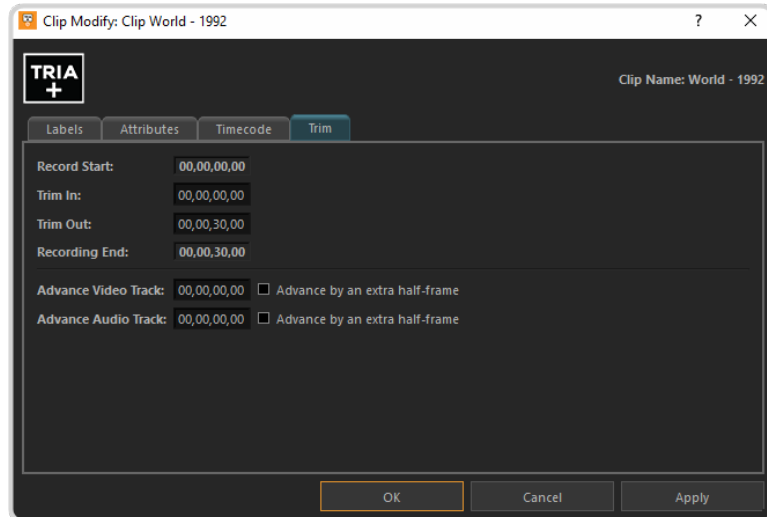 Clip Modify: Clip World - 1992 ? ✕
TRIA
+
Clip Name: World - 1992
Labels Attributes Timecode Trim
Record Start: 00,00,00,00
Trim In: 00,00,00,00
Trim Out: 00,00,30,00
Recording End: 00,00,30,00
Advance Video Track: 00,00,00,00 Advance by an extra half-frame
Advance Audio Track: 00,00,00,00 Advance by an extra half-frame
OK Cancel Apply